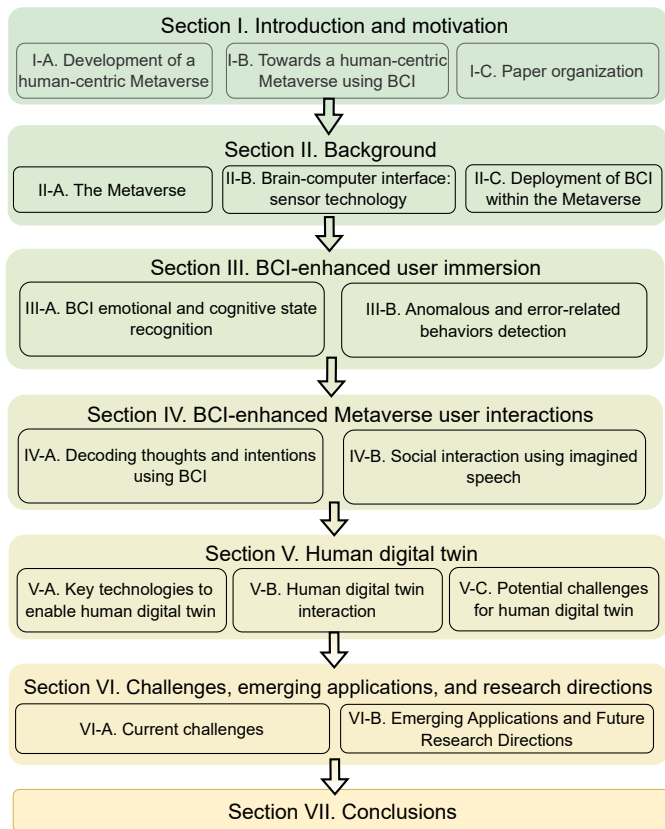 Section I. Introduction and motivation
I-A. Development of a
human-centric Metaverse
I-B. Towards a human-centric
Metaverse using BCI
I-C. Paper organization
Section II. Background
II-A. The Metaverse
II-B. Brain-computer interface:
sensor technology
II-C. Deployment of BCI
within the Metaverse
Section III. BCI-enhanced user immersion
III-A. BCI emotional and cognitive state
recognition
III-B. Anomalous and error-related
behaviors detection
Section IV. BCI-enhanced Metaverse user interactions
IV-A. Decoding thoughts and intentions
using BCI
IV-B. Social interaction using imagined
speech
Section V. Human digital twin
V-A. Key technologies to
enable human digital twin
V-B. Human digital twin
interaction
V-C. Potential challenges
for human digital twin
Section VI. Challenges, emerging applications, and research directions
VI-A. Current challenges
VI-B. Emerging Applications and Future
Research Directions
Section VII. Conclusions